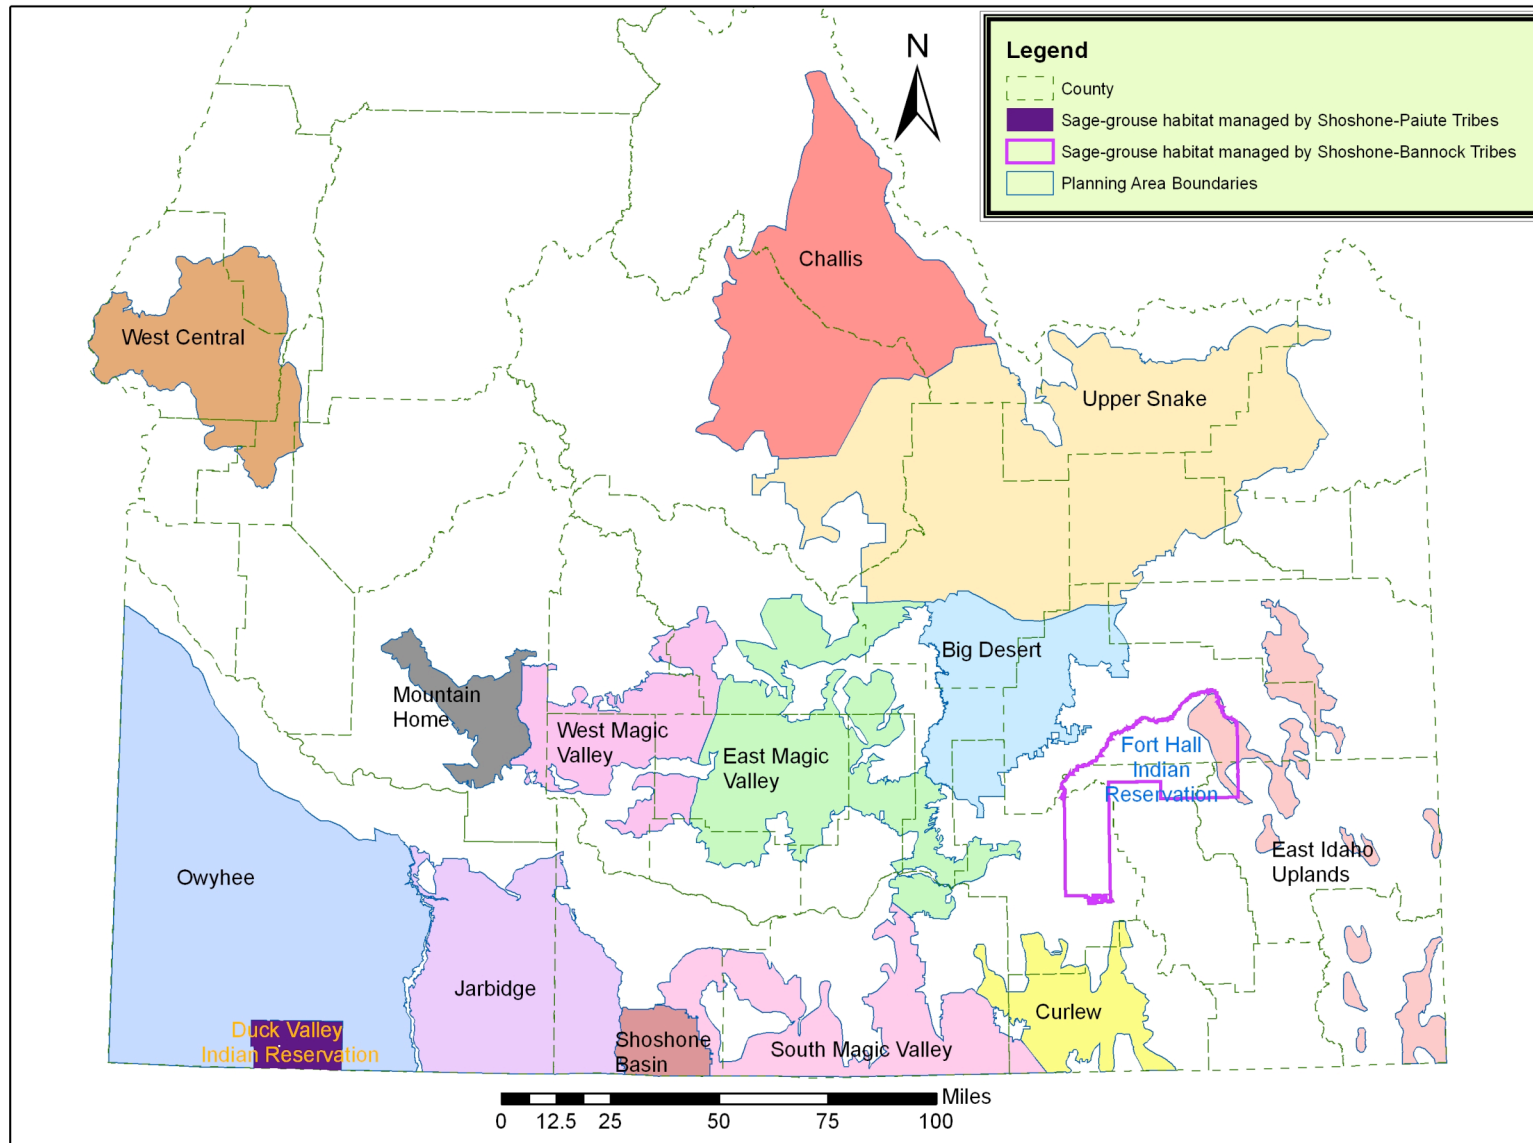 N
Legend
County
Sage-grouse habitat managed by Shoshone-Paiute Tribes
Sage-grouse habitat managed by Shoshone-Bannock Tribes
Planning Area Boundaries
Challis
West Central
Upper Snake
Big Desert
Mountain
Home
West Magic
Valley
East Magic
Valley
Fort Hall
Indian
Reservation
East Idaho
Uplands
Owyhee
Jarbidge
Curlew
Duck Valley
Indian Reservation
Shoshone
Basin
South Magic Valley
Miles
0 12.5 25 50 75 100